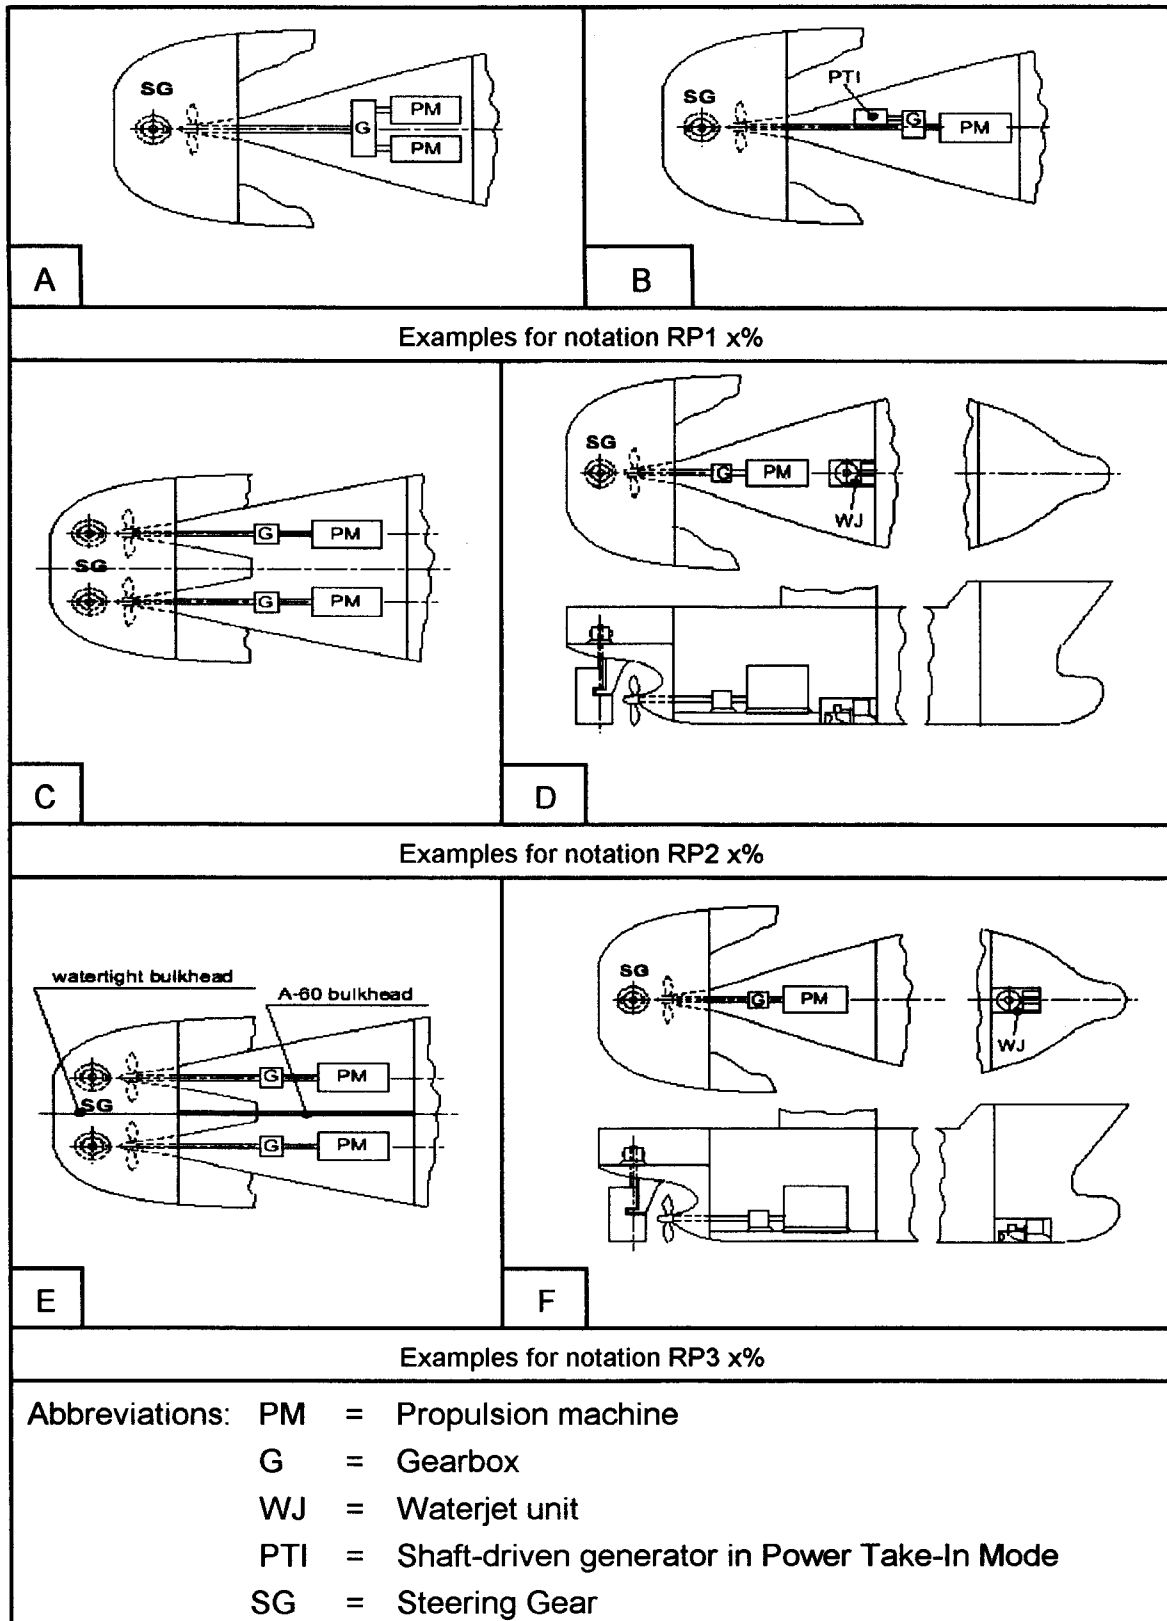 SG
G
PM
PM
A
PTI
SG
G
PM
B
Examples for notation RP1 x%
G
PM
SG
G
PM
C
SG
G
PM
WJ
D
Examples for notation RP2 x%
watertight bulkhead
A-60 bulkhead
G
PM
SG
G
PM
E
SG
G
PM
WJ
F
Examples for notation RP3 x%
Abbreviations: PM = Propulsion machine
G = Gearbox
WJ = Waterjet unit
PTI = Shaft-driven generator in Power Take-In Mode
SG = Steering Gear